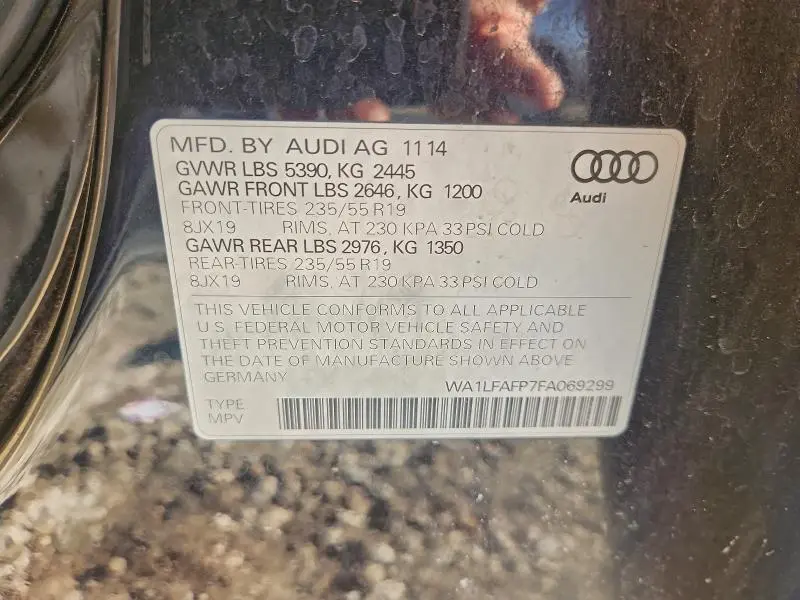 MFD. BY AUDI AG 1114
GVWR LBS 5390, KG 2445
GAWR FRONT LBS 2646, KG 1200
FRONT-TIRES 235/55 R19
8JX19 RIMS, AT 230 KPA 33 PSI COLD
GAWR REAR LBS 2976, KG 1350
REAR-TIRES 235/55 R19
8JX19 RIMS, AT 230 KPA 33 PSI COLD
Audi
THIS VEHICLE CONFORMS TO ALL APPLICABLE
U.S. FEDERAL MOTOR VEHICLE SAFETY AND
THEFT PREVENTION STANDARDS IN EFFECT ON
THE DATE OF MANUFACTURE SHOWN ABOVE
GERMANY
WA1LFAFP7FA069299
TYPE
MPV